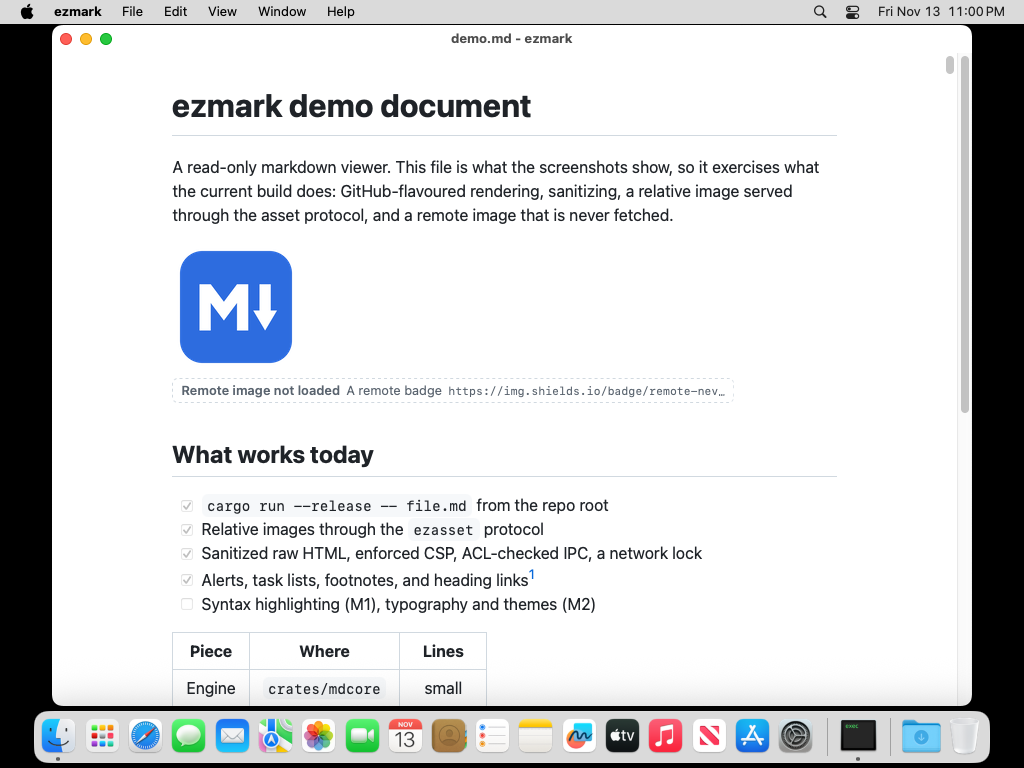 ezmark File Edit View Window Help Fri Nov 13 11:00 PM
demo.md - ezmark
ezmark demo document
A read-only markdown viewer. This file is what the screenshots show, so it exercises what
the current build does: GitHub-flavoured rendering, sanitizing, a relative image served
through the asset protocol, and a remote image that is never fetched.
M
Remote image not loaded A remote badge https://img.shields.io/badge/remote-nev…
What works today
cargo run --release -- file.md from the repo root
Relative images through the ezasset protocol
Sanitized raw HTML, enforced CSP, ACL-checked IPC, a network lock
Alerts, task lists, footnotes, and heading links1
Syntax highlighting (M1), typography and themes (M2)
Piece Where Lines
Engine crates/mdcore small
NOV
13
tv
exec